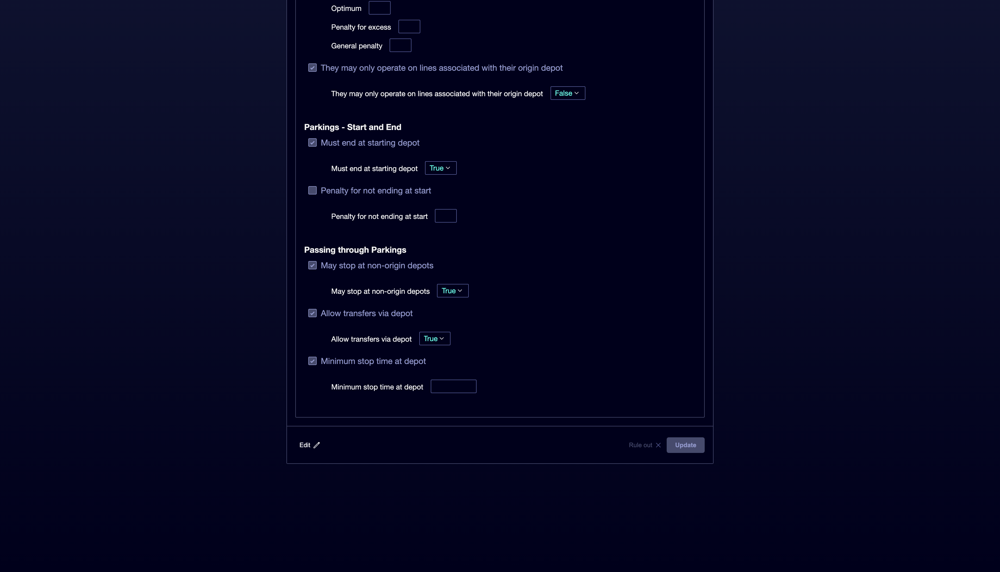 Optimum
Penalty for excess
General penalty
They may only operate on lines associated with their origin depot
They may only operate on lines associated with their origin depot False
Parkings - Start and End
Must end at starting depot
Must end at starting depot True
Penalty for not ending at start
Penalty for not ending at start
Passing through Parkings
May stop at non-origin depots
May stop at non-origin depots True
Allow transfers via depot
Allow transfers via depot True
Minimum stop time at depot
Minimum stop time at depot
Edit Rule out Update